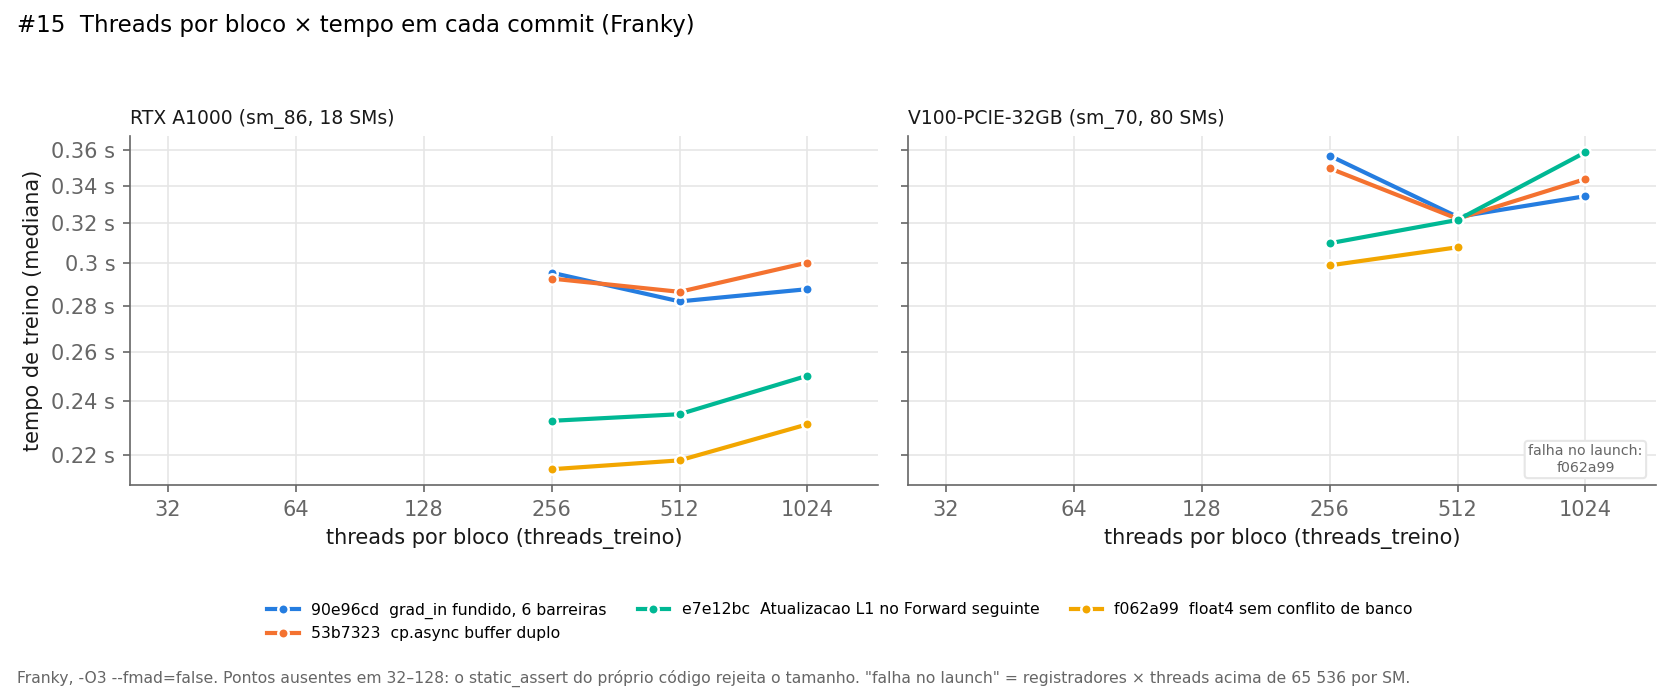 #15  Threads por bloco × tempo em cada commit (Franky)
RTX A1000 (sm_86, 18 SMs)
V100-PCIE-32GB (sm_70, 80 SMs)
tempo de treino (mediana)
0.36 s
0.34 s
0.32 s
0.3 s
0.28 s
0.26 s
0.24 s
0.22 s
falha no launch:
f062a99
32 64 128 256 512 1024
32 64 128 256 512 1024
threads por bloco (threads_treino)
threads por bloco (threads_treino)
90e96cd  grad_in fundido, 6 barreiras
53b7323  cp.async buffer duplo
e7e12bc  Atualizacao L1 no Forward seguinte
f062a99  float4 sem conflito de banco
Franky, -O3 --fmad=false. Pontos ausentes em 32–128: o static_assert do próprio código rejeita o tamanho. "falha no launch" = registradores × threads acima de 65 536 por SM.